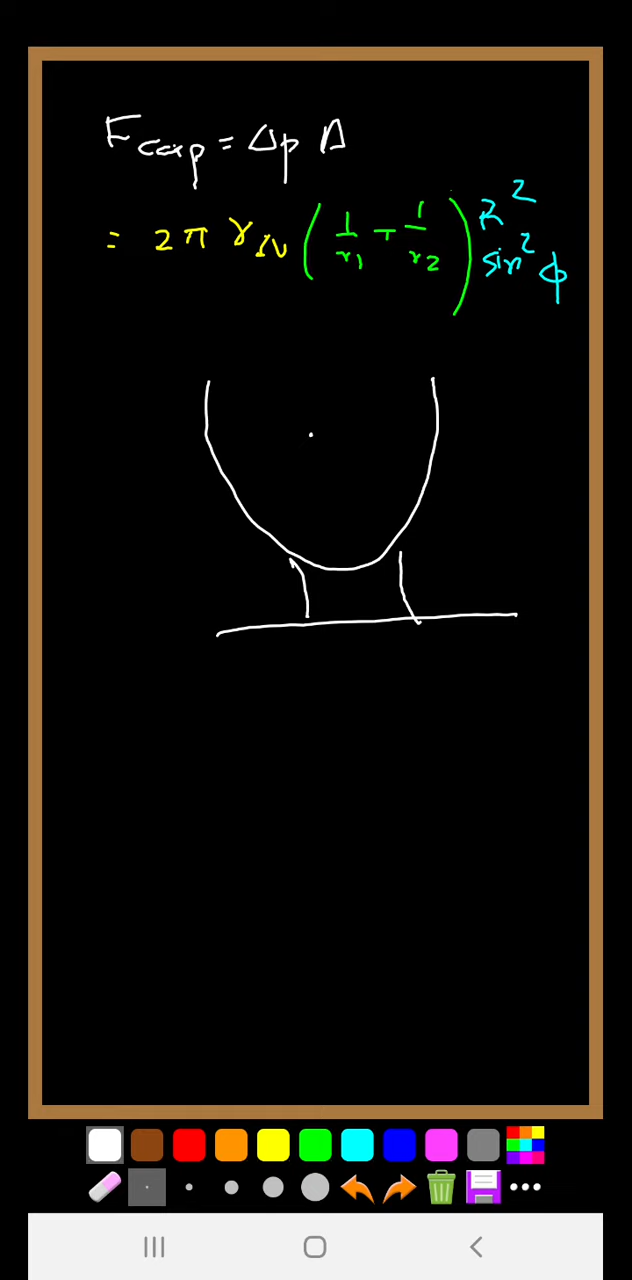 F_cap = Δp A
= 2π γ_lv (1/r₁ + 1/r₂) R² sin² ϕ